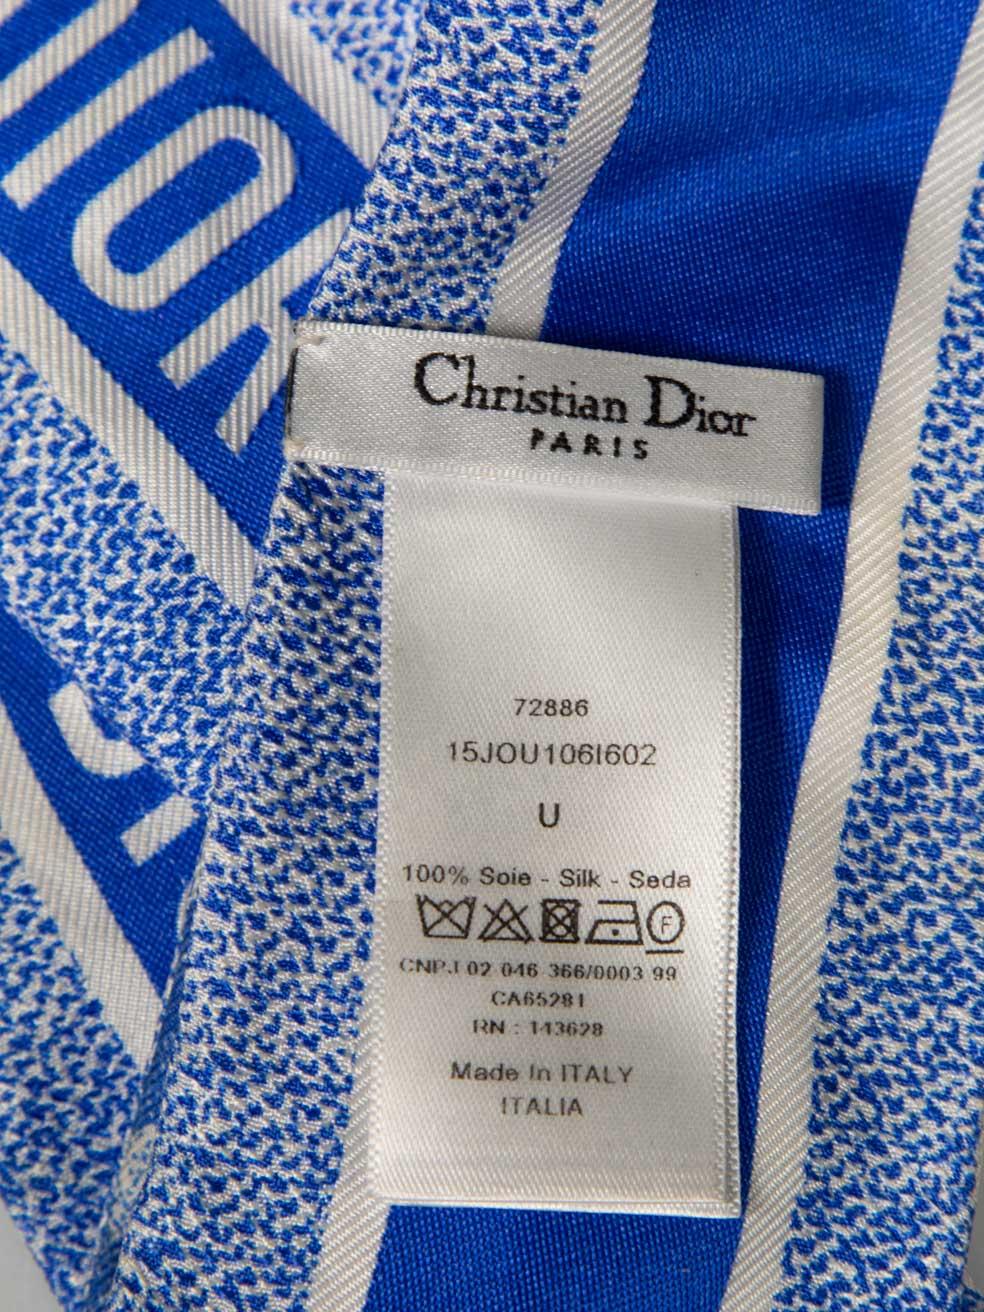 DIOR
Christian Dior
PARIS
72886
15JOU106I602
U
100% Soie - Silk - Seda
F
CNPJ 02 046 366/0003 99
CA65281
RN : 143628
Made In ITALY
ITALIA